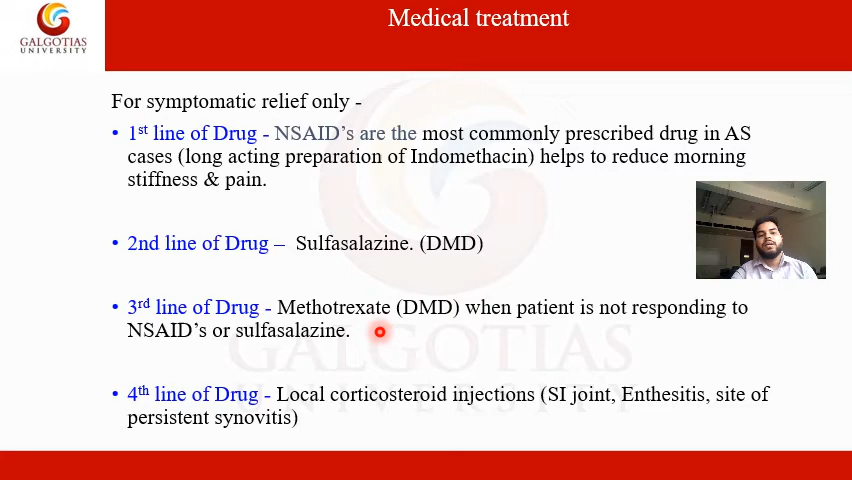 GALGOTIAS
UNIVERSITY
Medical treatment
For symptomatic relief only -
• 1st line of Drug - NSAID's are the most commonly prescribed drug in AS
cases (long acting preparation of Indomethacin) helps to reduce morning
stiffness & pain.
• 2nd line of Drug – Sulfasalazine. (DMD)
• 3rd line of Drug - Methotrexate (DMD) when patient is not responding to
NSAID's or sulfasalazine.
GALGOTIAS
UNIVERSITY
• 4th line of Drug - Local corticosteroid injections (SI joint, Enthesitis, site of
persistent synovitis)